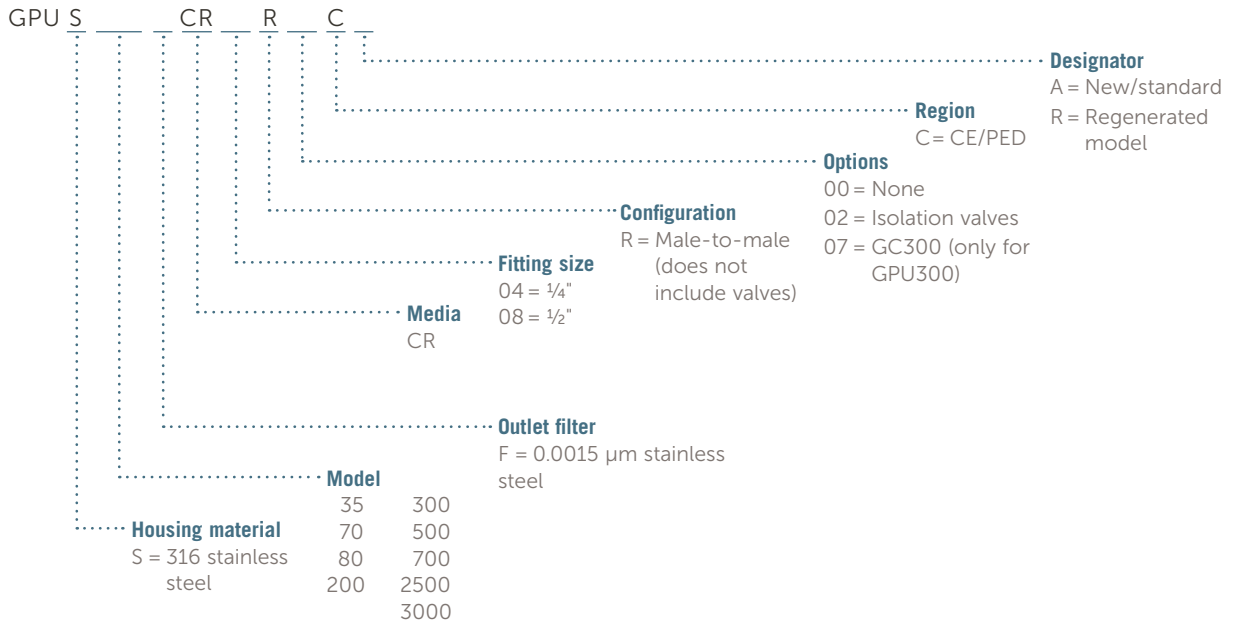 GPU S CR R C
Designator
A = New/standard
R = Regenerated
model
Region
C= CE/PED
Options
00 = None
02 = Isolation valves
07 = GC300 (only for
GPU300)
Configuration
R = Male-to-male
(does not
include valves)
Fitting size
04 = ¼"
08 = ½"
Media
CR
Outlet filter
F = 0.0015 µm stainless
steel
Model
35 300
70 500
80 700
200 2500
3000
Housing material
S = 316 stainless
steel